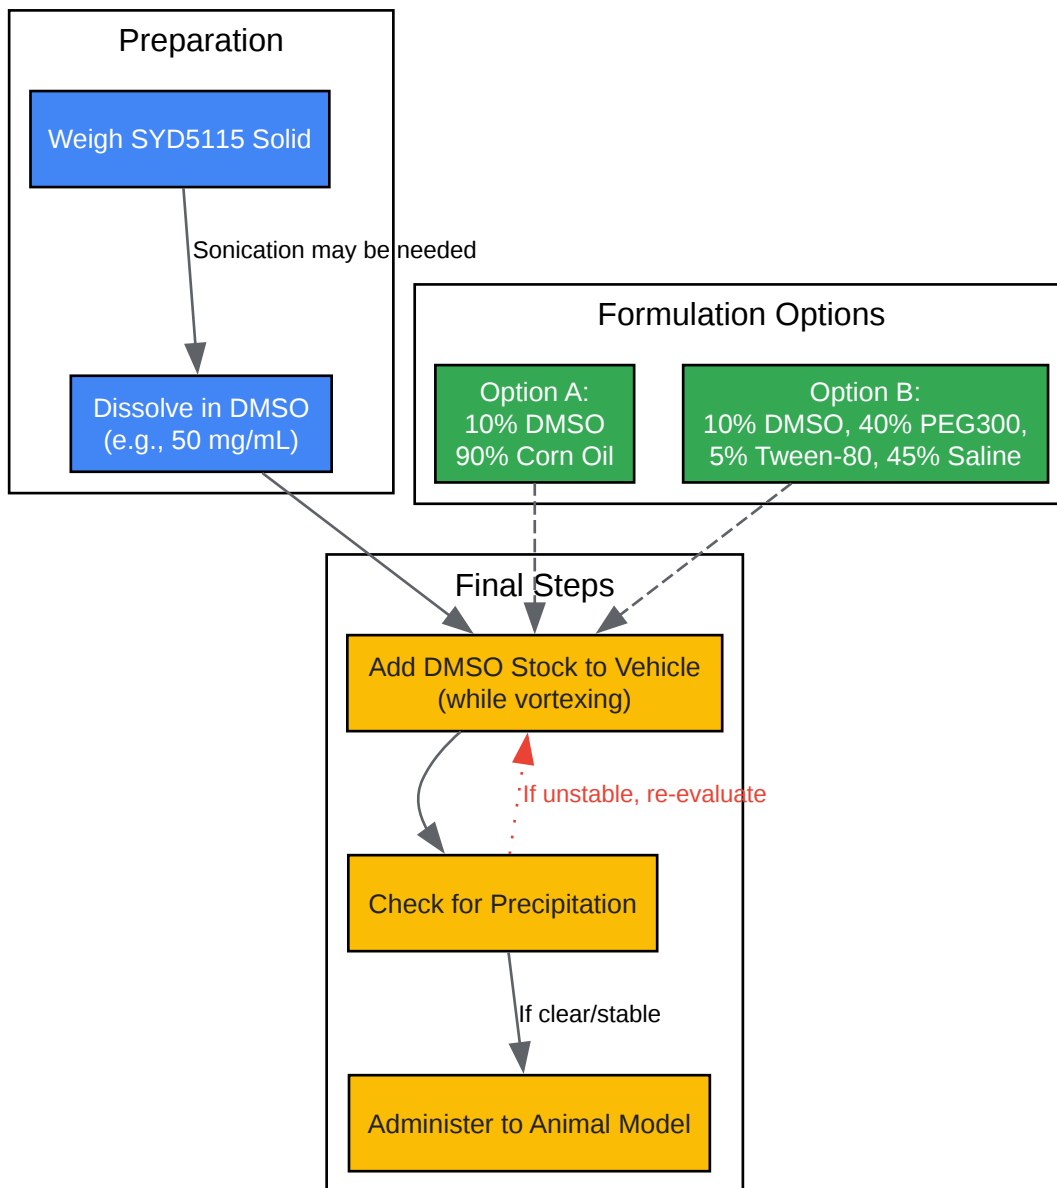 Preparation
Weigh SYD5115 Solid
Sonication may be needed
Dissolve in DMSO
(e.g., 50 mg/mL)
Formulation Options
Option A:
10% DMSO
90% Corn Oil
Option B:
10% DMSO, 40% PEG300,
5% Tween-80, 45% Saline
Final Steps
Add DMSO Stock to Vehicle
(while vortexing)
If unstable, re-evaluate
Check for Precipitation
If clear/stable
Administer to Animal Model